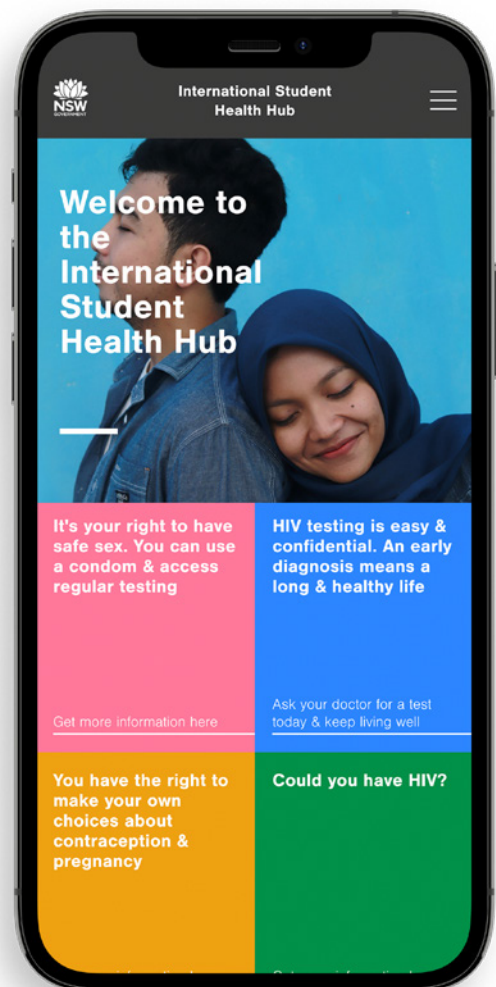 NSW
GOVERNMENT
International Student
Health Hub
Welcome to
the
International
Student
Health Hub
It's your right to have
safe sex. You can use
a condom & access
regular testing
Get more information here
HIV testing is easy &
confidential. An early
diagnosis means a
long & healthy life
Ask your doctor for a test
today & keep living well
You have the right to
make your own
choices about
contraception &
pregnancy
Could you have HIV?